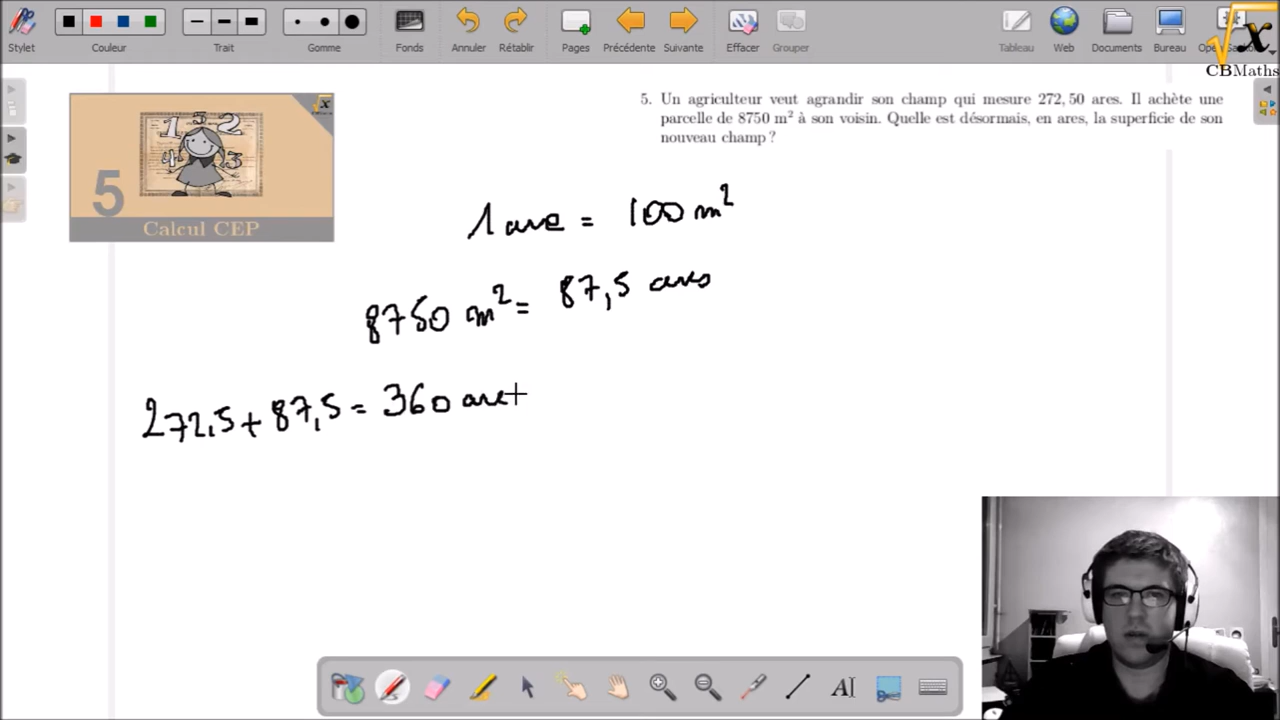 Stylet
Couleur
Trait
Gomme
Fonds
Annuler
Rétablir
Pages
Précédente
Suivante
Effacer
Grouper
Tableau
Web
Documents
Bureau
CBMaths
5
Calcul CEP
5. Un agriculteur veut agrandir son champ qui mesure 272, 50 ares. Il achète une
parcelle de 8750 m² à son voisin. Quelle est désormais, en ares, la superficie de son
nouveau champ ?
1 are = 100 m²
8750 m² = 87,5 ares
272,5 + 87,5 = 360 are